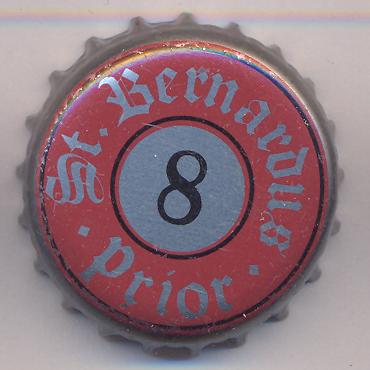 St. Bernardus
8
· prior ·